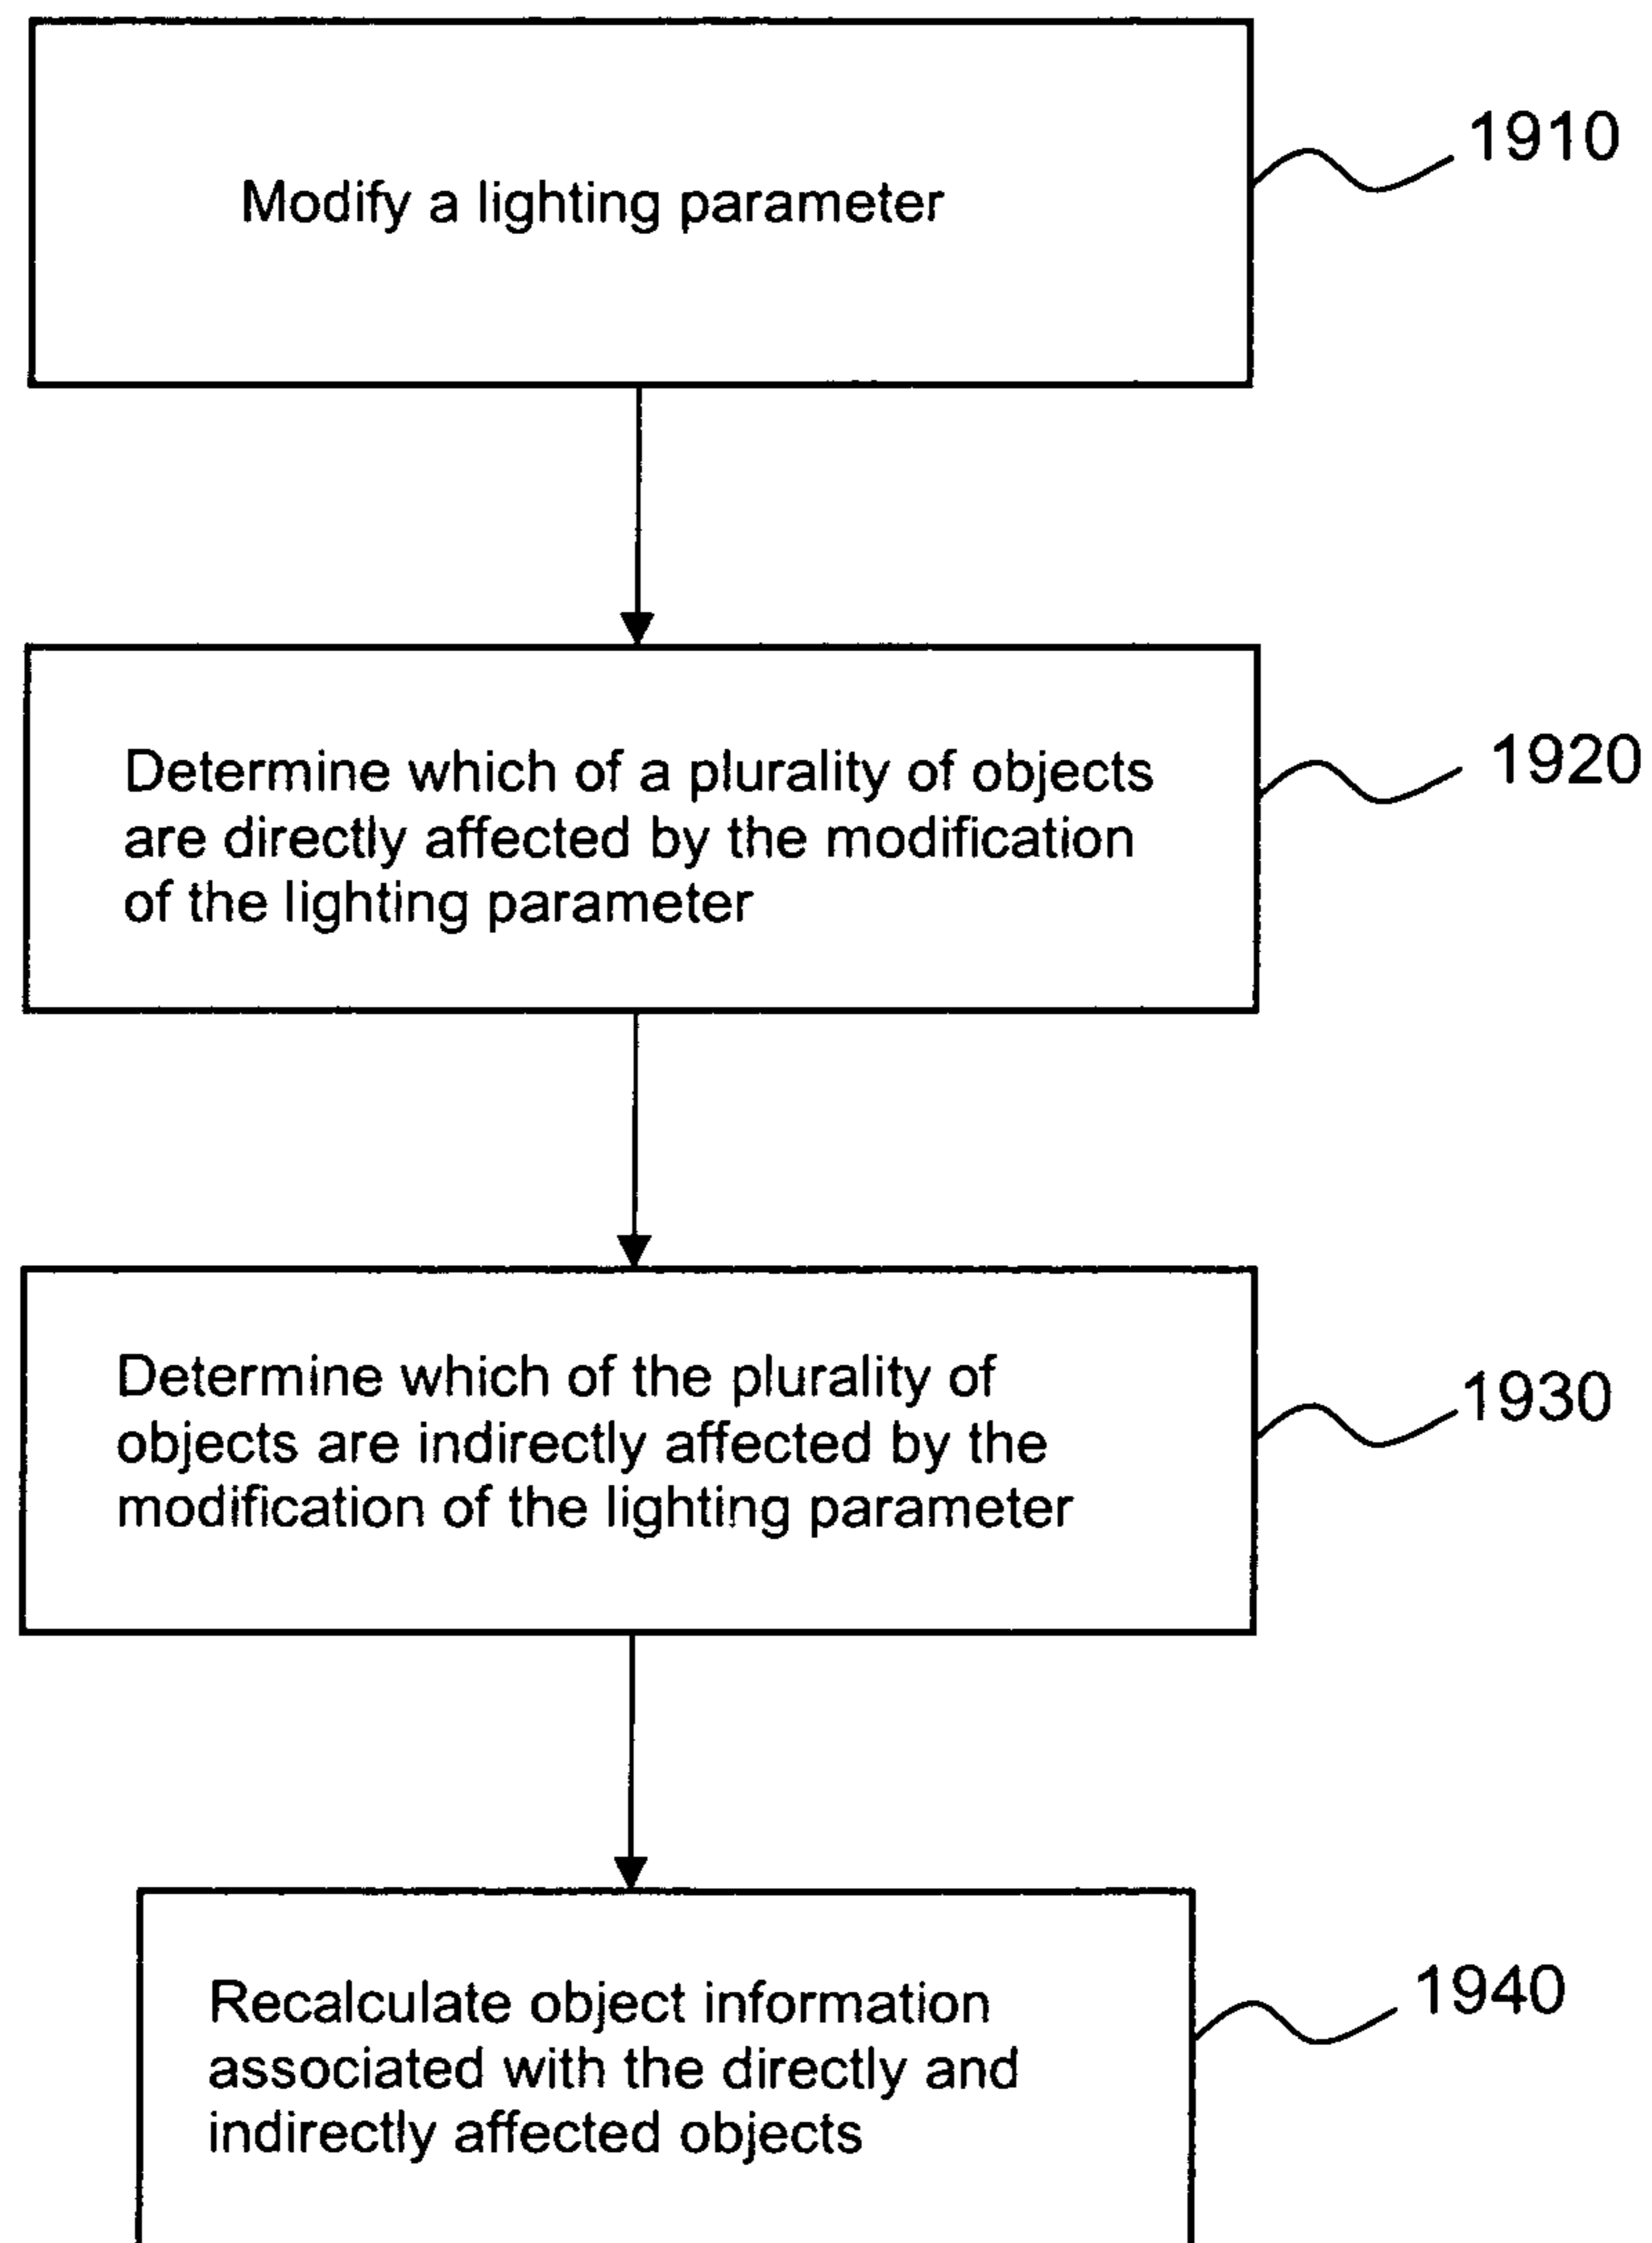 Modify a lighting parameter
1910
Determine which of a plurality of objects
are directly affected by the modification
of the lighting parameter
1920
Determine which of the plurality of
objects are indirectly affected by the
modification of the lighting parameter
1930
Recalculate object information
associated with the directly and
indirectly affected objects
1940